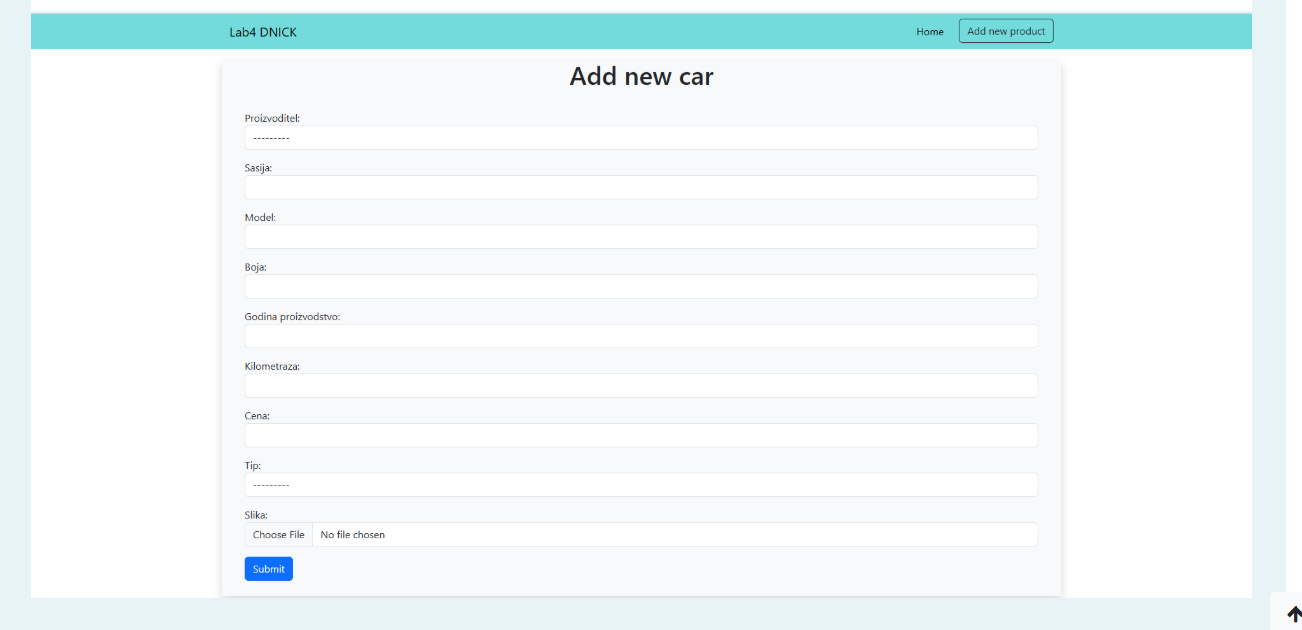 Lab4 DNICK
Home
Add new product
Add new car
Proizvoditel:
---------
Sasija:
Model:
Boja:
Godina proizvodstvo:
Kilometraza:
Cena:
Tip:
---------
Slika:
Choose File No file chosen
Submit